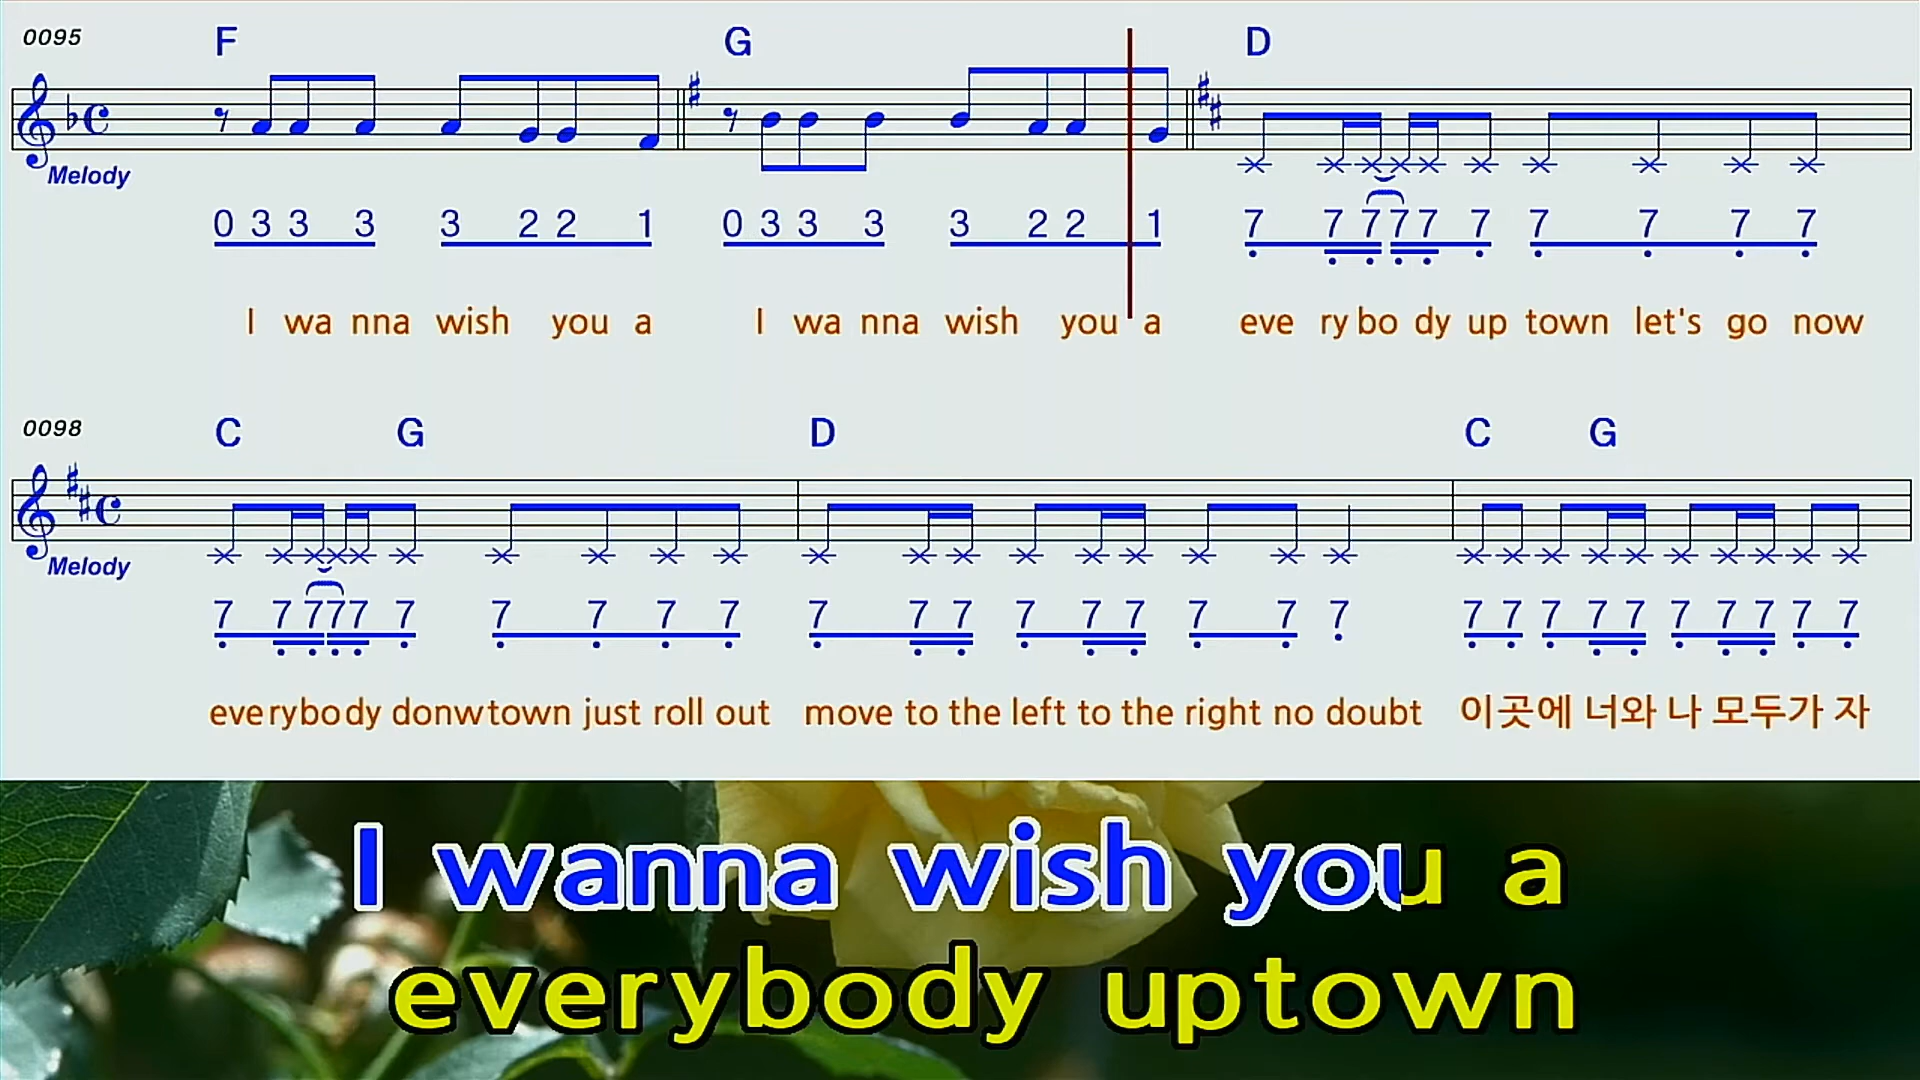 0095 F G D
Melody
0 3 3 3 3 2 2 1 0 3 3 3 3 2 2 1 7 7 7 7 7 7 7 7 7 7
I wa nna wish you a I wa nna wish you a eve ry bo dy up town let's go now
0098 C G D C G
Melody
7 7 7 7 7 7 7 7 7 7 7 7 7 7 7 7 7 7 7 7 7 7 7 7 7 7 7 7 7
everybody donwtown just roll out move to the left to the right no doubt 이곳에 너와 나 모두가 자
I wanna wish you a
everybody uptown